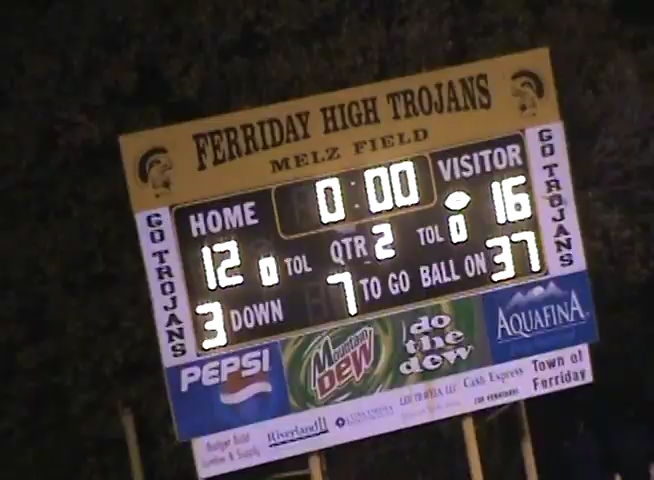 FERRIDAY HIGH TROJANS
MELZ FIELD
GO TROJANS
HOME 0:00 VISITOR
12 0 TOL QTR 2 TOL 0 16
3 DOWN 7 TO GO BALL ON 37
GO TROJANS
PEPSI
Mountain Dew
do the dew
AQUAFINA
Riverland
Cash Express
Town of
Ferriday